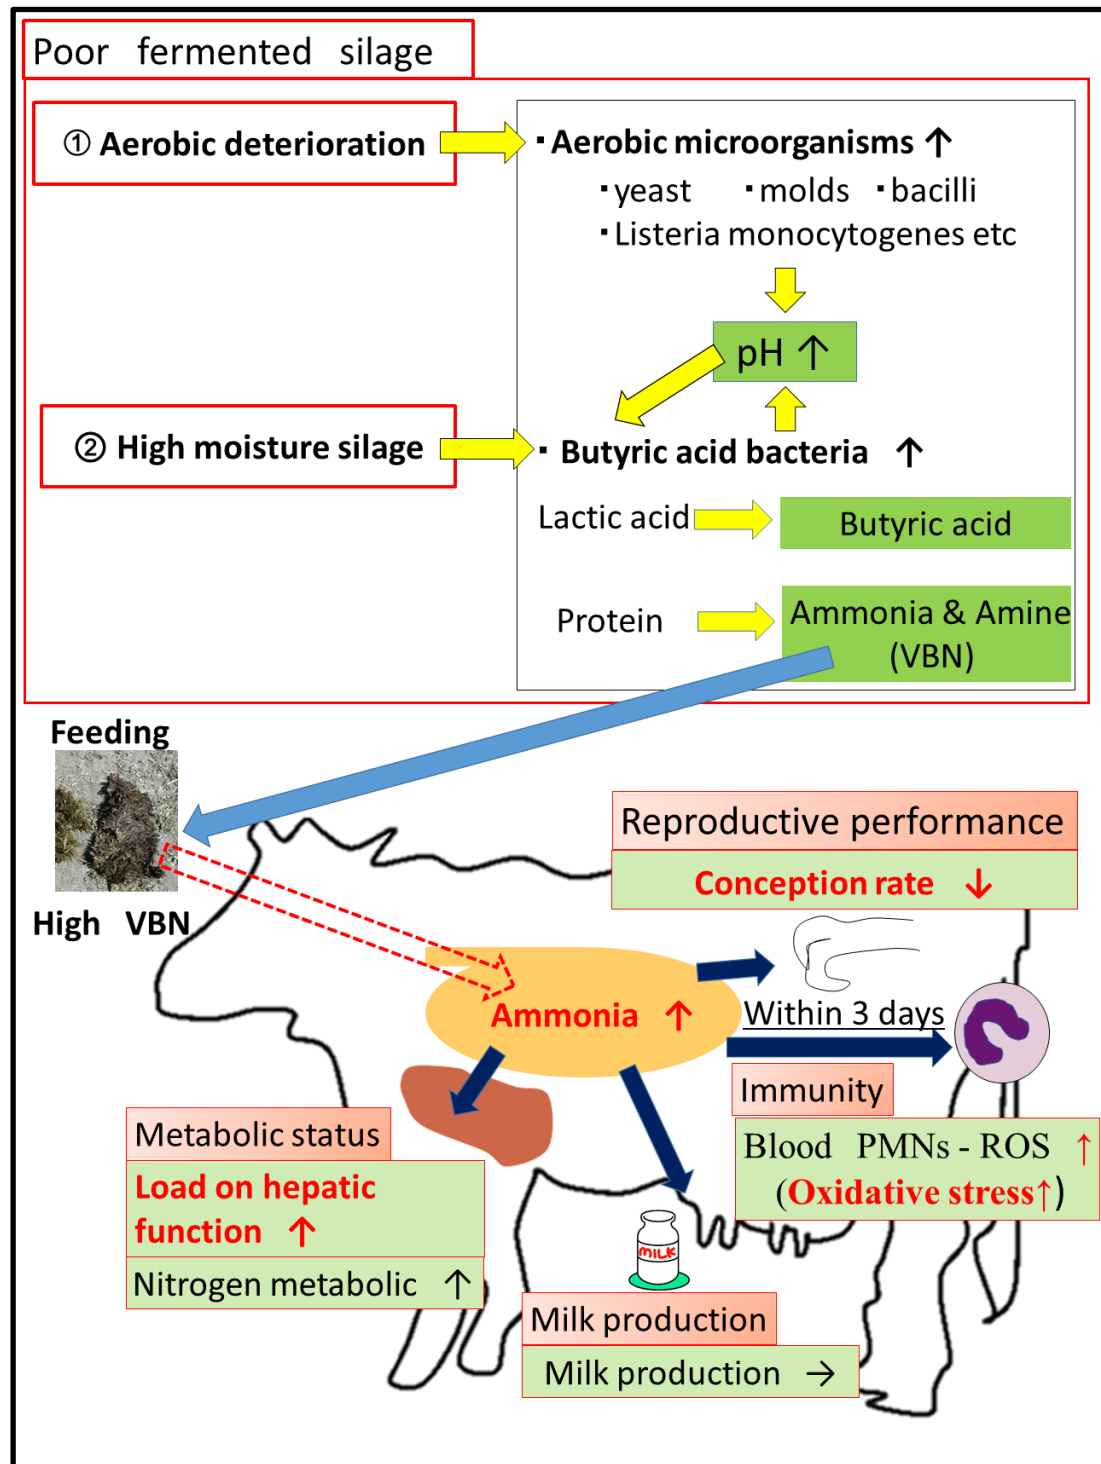 Poor fermented silage
① Aerobic deterioration
・Aerobic microorganisms ↑
・yeast ・molds ・bacilli
・Listeria monocytogenes etc
pH ↑
② High moisture silage
・Butyric acid bacteria ↑
Lactic acid
Butyric acid
Protein
Ammonia & Amine
(VBN)
Feeding
High VBN
Reproductive performance
Conception rate ↓
Ammonia ↑
Within 3 days
Immunity
Blood PMNs - ROS ↑
(Oxidative stress↑)
Metabolic status
Load on hepatic
function ↑
Nitrogen metabolic ↑
MILK
Milk production
Milk production →